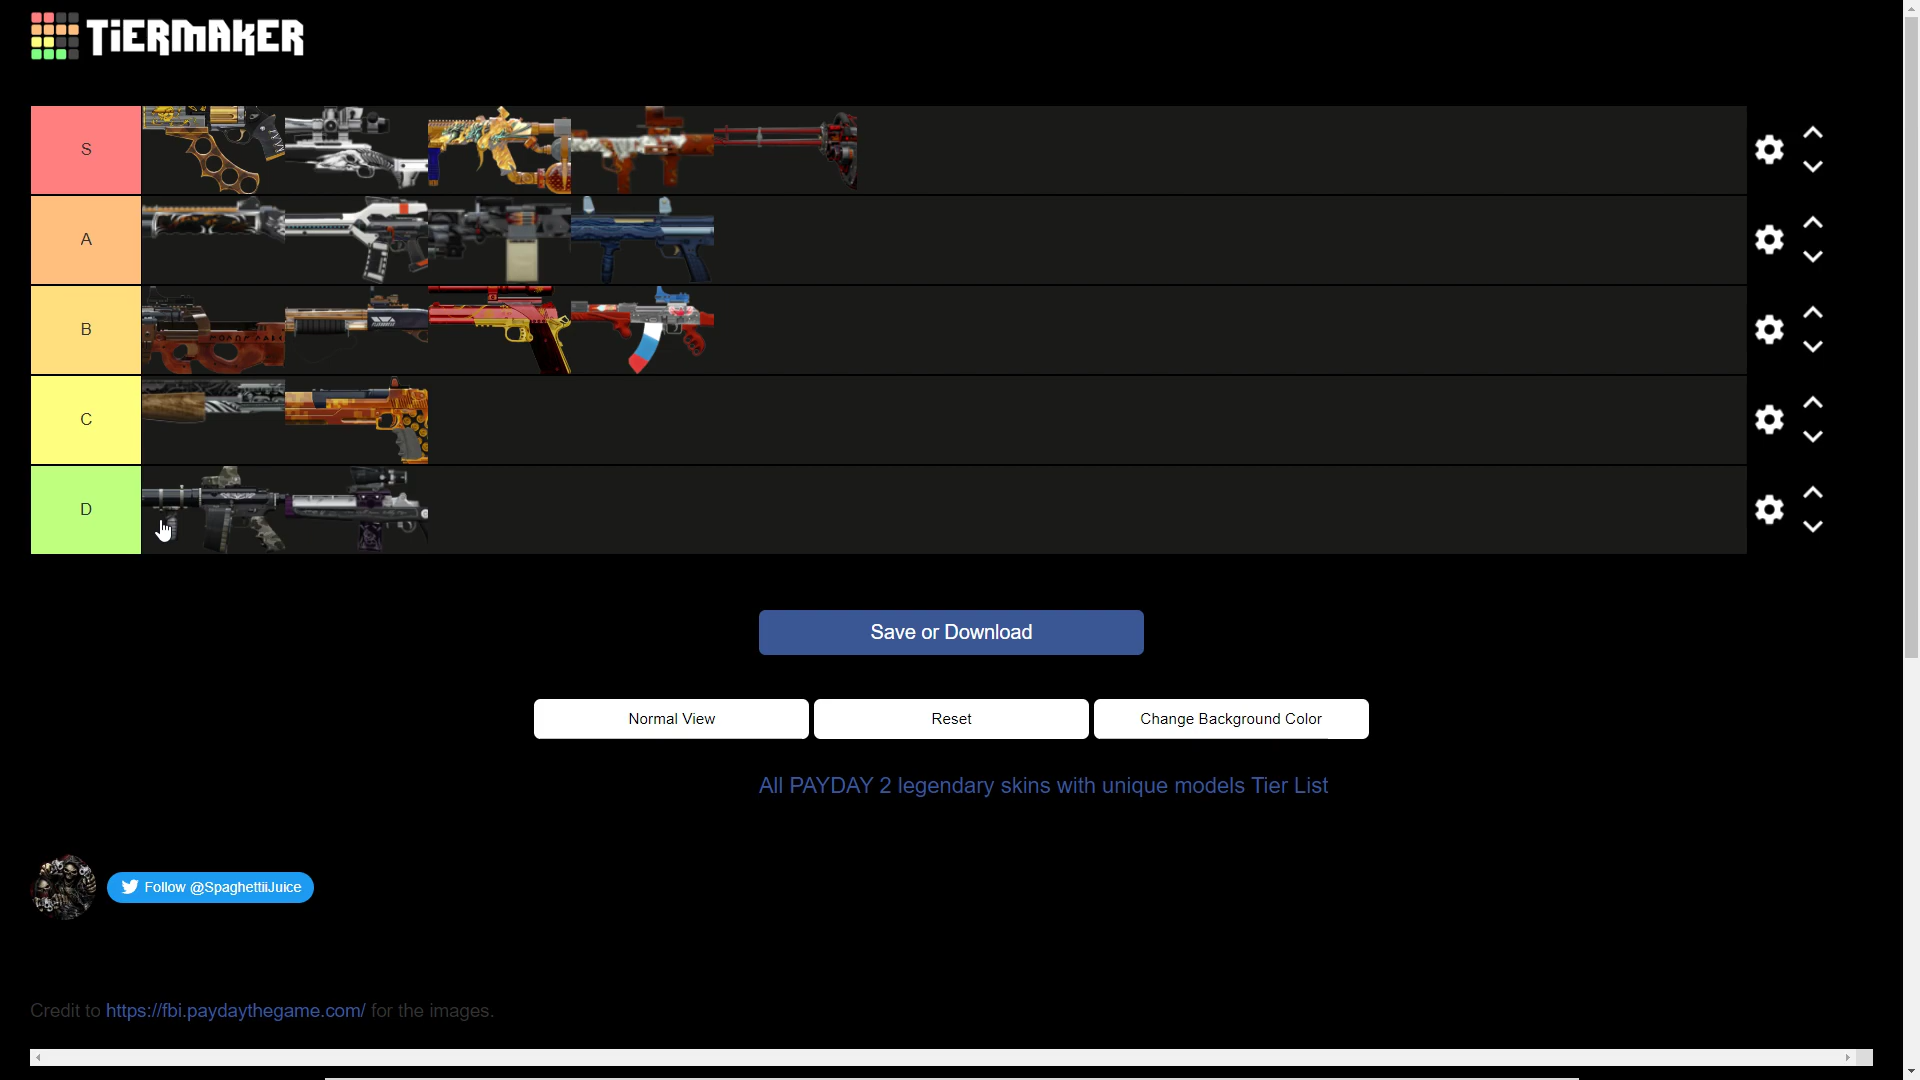 TiERMAKER
S
A
B
C
D
Save or Download
Normal View
Reset
Change Background Color
All PAYDAY 2 legendary skins with unique models Tier List
Follow @SpaghettiiJuice
Credit to https://fbi.paydaythegame.com/ for the images.